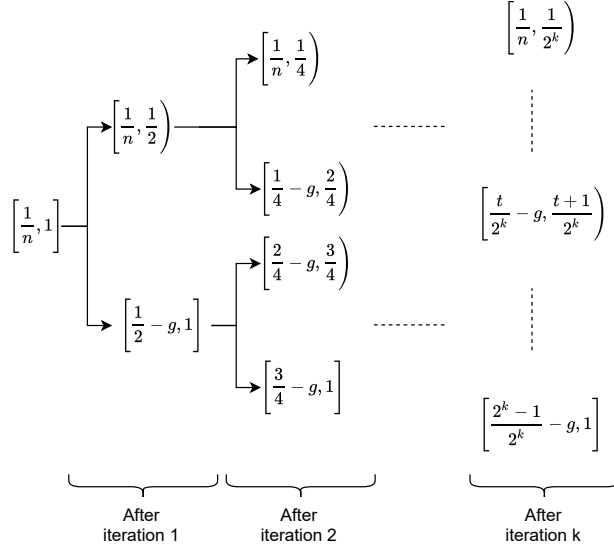 [1/n, 1]
[1/n, 1/2)
[1/2 − g, 1]
[1/n, 1/4)
[1/4 − g, 2/4)
[2/4 − g, 3/4)
[3/4 − g, 1]
[1/n, 1/2^k)
[t/2^k − g, (t + 1)/2^k)
[(2^k − 1)/2^k − g, 1]
After
iteration 1
After
iteration 2
After
iteration k